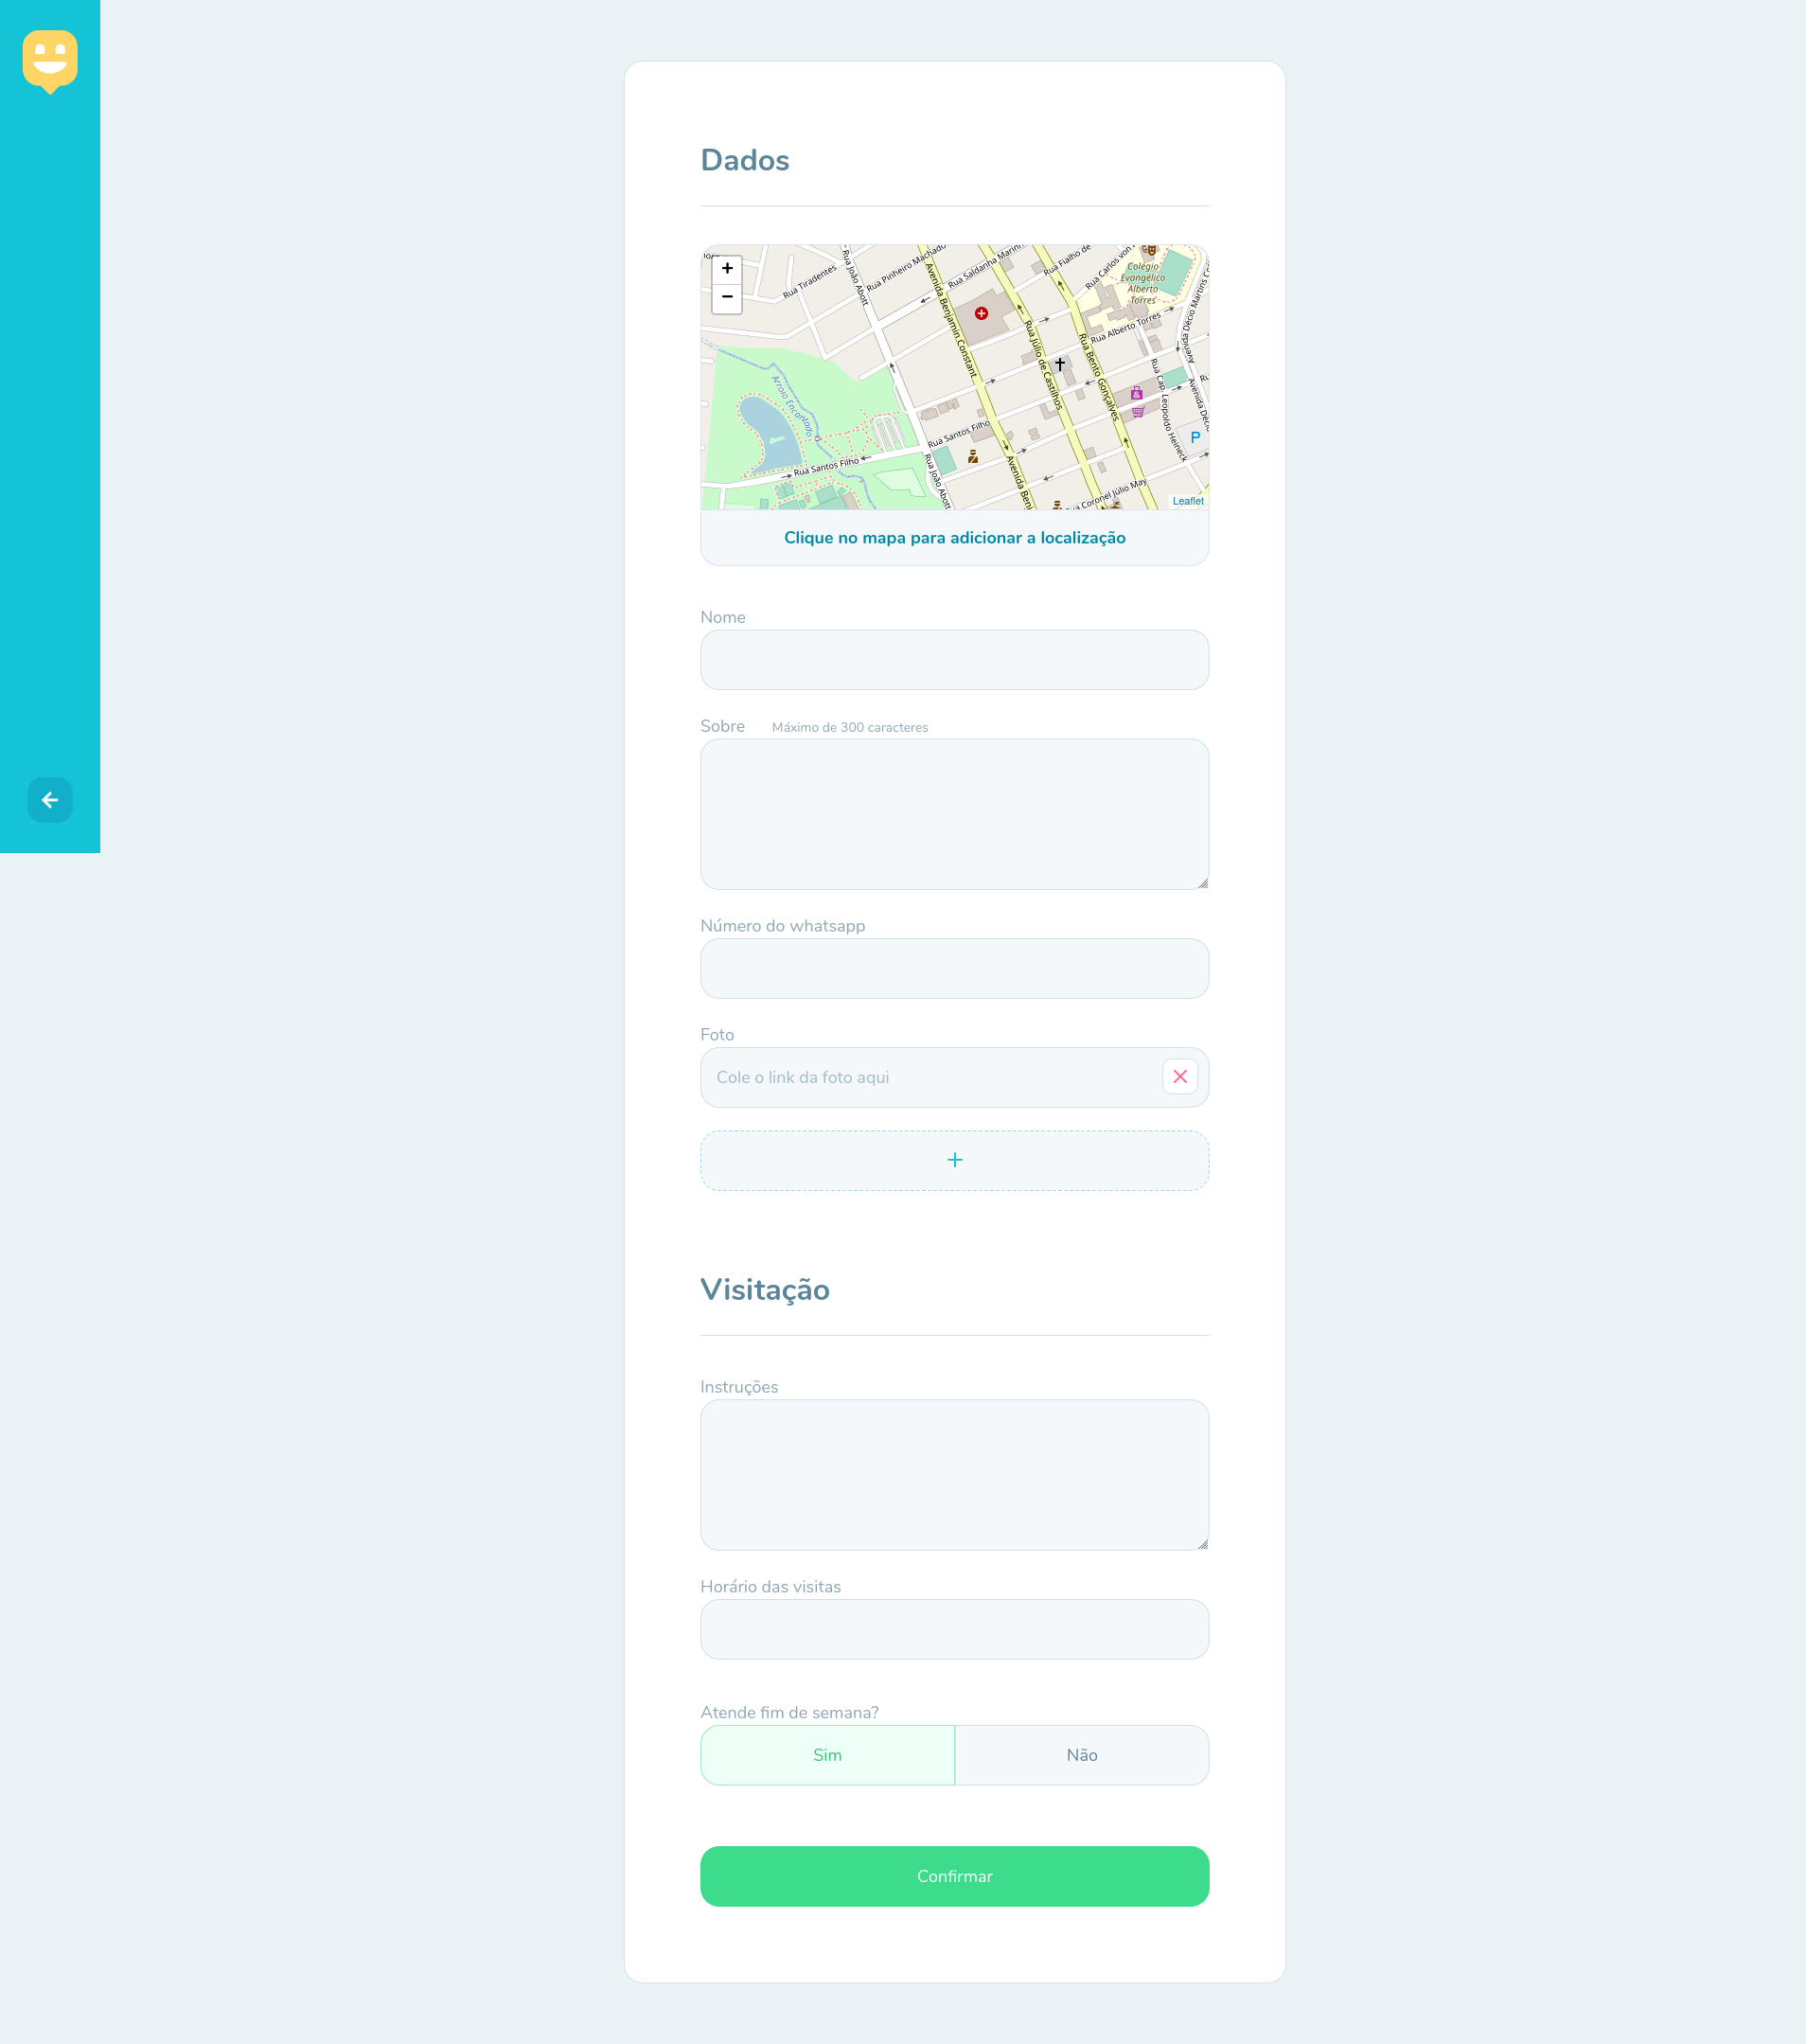 Dados
+
−
Rua Tiradentes
Rua João Abott
Rua Pinheiro Machado
Avenida Benjamin Constant
Rua Saldanha Marinho
Rua Fialho de
Rua Carlos von
Colégio
Evangélico
Alberto
Torres
Rua Alberto Torres
Avenida Décio Martins
Rua Júlio de Castilhos
Rua Bento Gonçalves
Rua Cap. Leopoldo Heineck
Avenida Déci
Arroio Encantado
P
Rua Santos Filho
Rua Santos Filho
Rua João Abott
Avenida Benj
Rua Coronel Júlio May
Leaflet
Clique no mapa para adicionar a localização
Nome
Sobre Máximo de 300 caracteres
Número do whatsapp
Foto
Cole o link da foto aqui
+
Visitação
Instruções
Horário das visitas
Atende fim de semana?
Sim Não
Confirmar